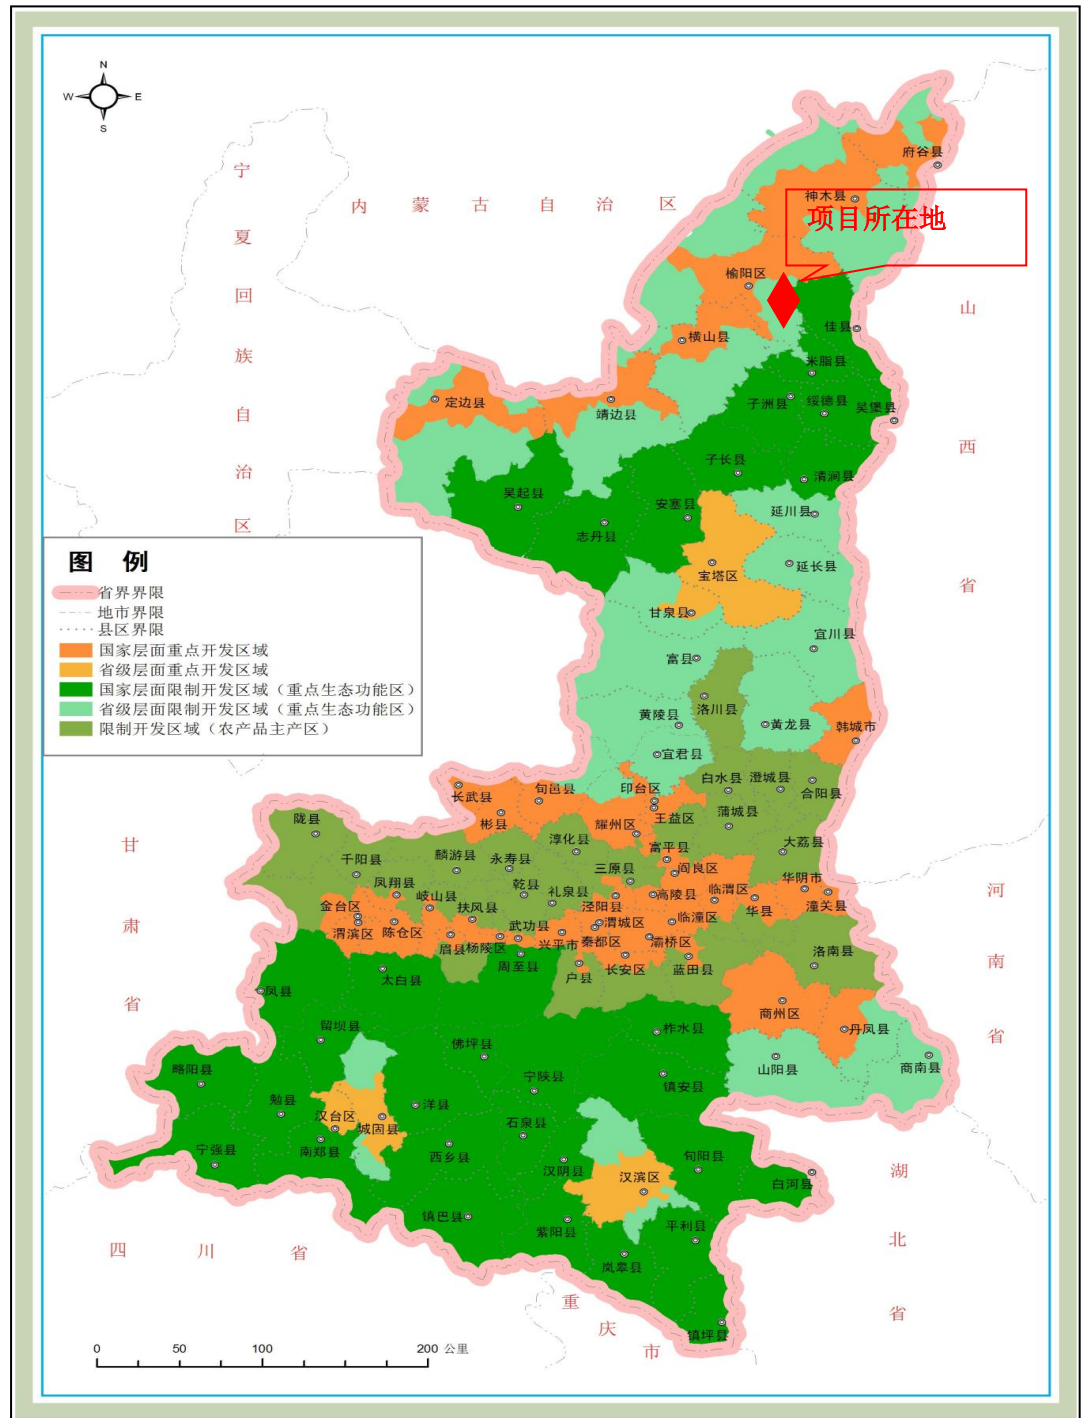 N
W
E
S
宁夏回族自治区
内蒙古自治区
府谷县
神木县
项目所在地
榆阳区
山西省
佳县
横山县
米脂县
定边县
靖边县
子洲县
绥德县
吴堡县
子长县
清涧县
吴起县
安塞县
延川县
志丹县
宝塔区
延长县
甘泉县
宜川县
富县
洛川县
黄陵县
黄龙县
韩城市
宜君县
图 例
省界界限
地市界限
县区界限
国家层面重点开发区域
省级层面重点开发区域
国家层面限制开发区域（重点生态功能区）
省级层面限制开发区域（重点生态功能区）
限制开发区域（农产品主产区）
长武县
旬邑县
印台区
白水县
澄城县
合阳县
彬县
耀州区
王益区
蒲城县
陇县
淳化县
富平县
大荔县
甘肃省
千阳县
麟游县
永寿县
三原县
阎良区
华阴市
河南省
凤翔县
岐山县
乾县
礼泉县
泾阳县
高陵县
临渭区
华县
潼关县
金台区
扶风县
渭城区
临潼区
渭滨区
陈仓区
眉县
杨陵区
武功县
兴平市
秦都区
灞桥区
洛南县
周至县
户县
长安区
蓝田县
太白县
凤县
商州区
丹凤县
留坝县
佛坪县
柞水县
山阳县
商南县
略阳县
宁陕县
镇安县
勉县
汉台区
城固县
洋县
石泉县
宁强县
南郑县
西乡县
汉阴县
汉滨区
旬阳县
白河县
湖北省
镇巴县
紫阳县
平利县
岚皋县
四川省
重庆市
镇坪县
0 50 100 200 公里